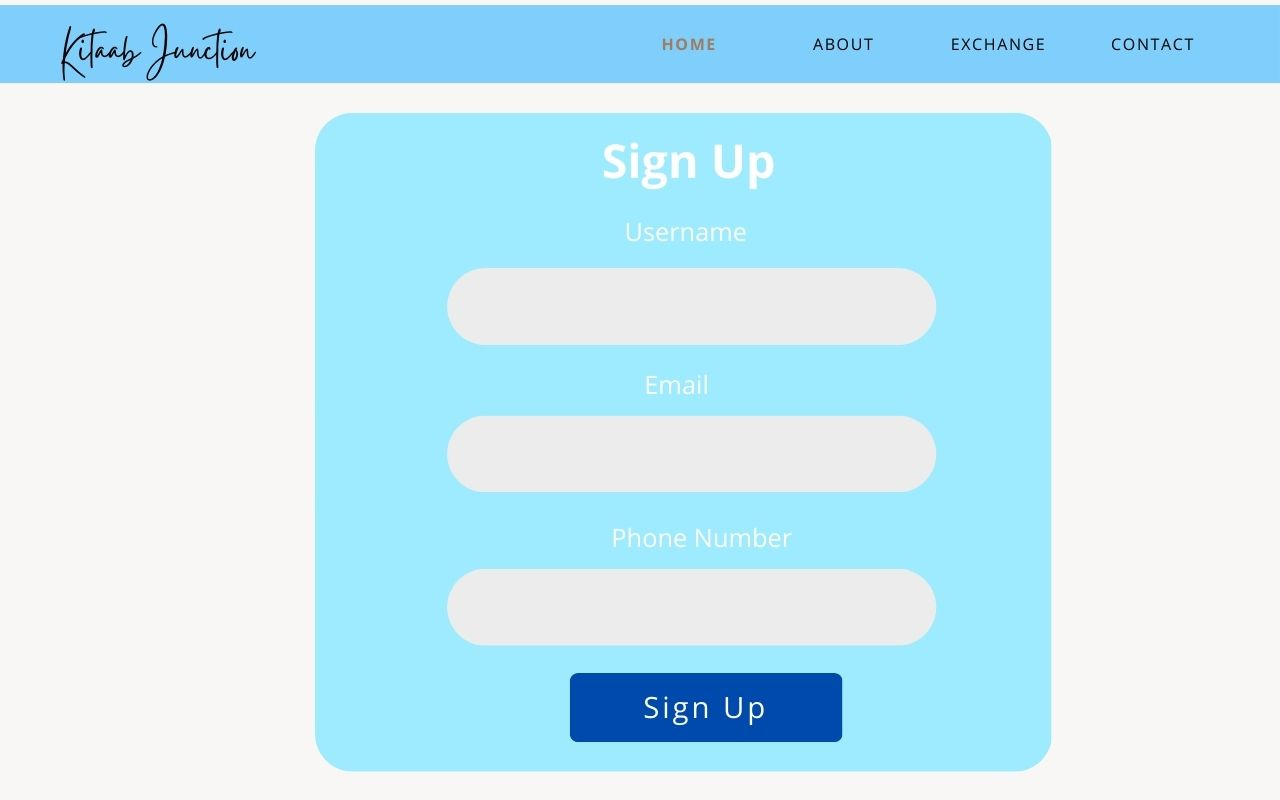 Kitaab Junction
HOME ABOUT EXCHANGE CONTACT
Sign Up
Username
Email
Phone Number
Sign Up